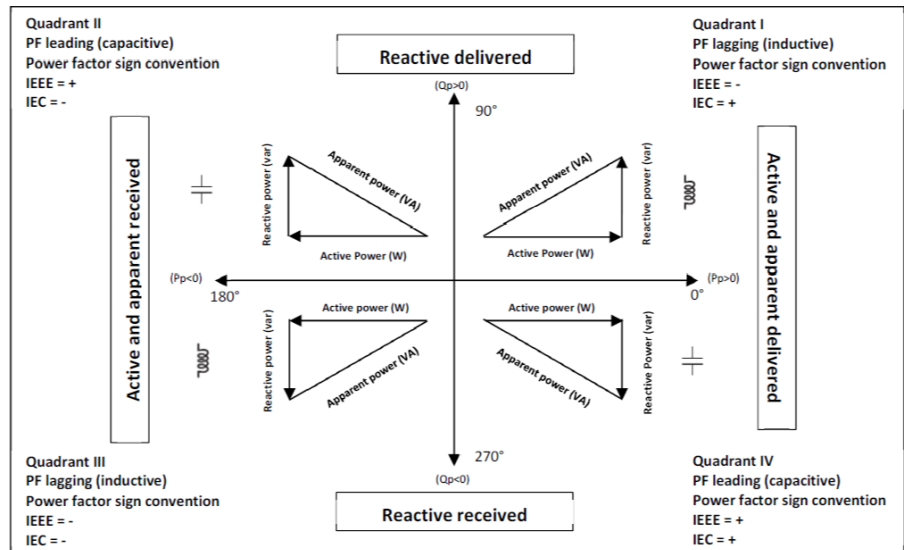 Quadrant II
PF leading (capacitive)
Power factor sign convention
IEEE = +
IEC = -
Reactive delivered
Quadrant I
PF lagging (inductive)
Power factor sign convention
IEEE = -
IEC = +
(Qp>0)
90°
Active and apparent received
Reactive power (var)
Apparent power (VA)
Active Power (W)
Apparent power (VA)
Active Power (W)
Reactive power (var)
Active and apparent delivered
(Pp<0)
180°
0°
(Pp>0)
Active power (W)
Reactive power (var)
Apparent power (VA)
Active power (W)
Apparent power (VA)
Reactive Power (var)
270°
(Qp<0)
Quadrant III
PF lagging (inductive)
Power factor sign convention
IEEE = -
IEC = -
Reactive received
Quadrant IV
PF leading (capacitive)
Power factor sign convention
IEEE = +
IEC = +